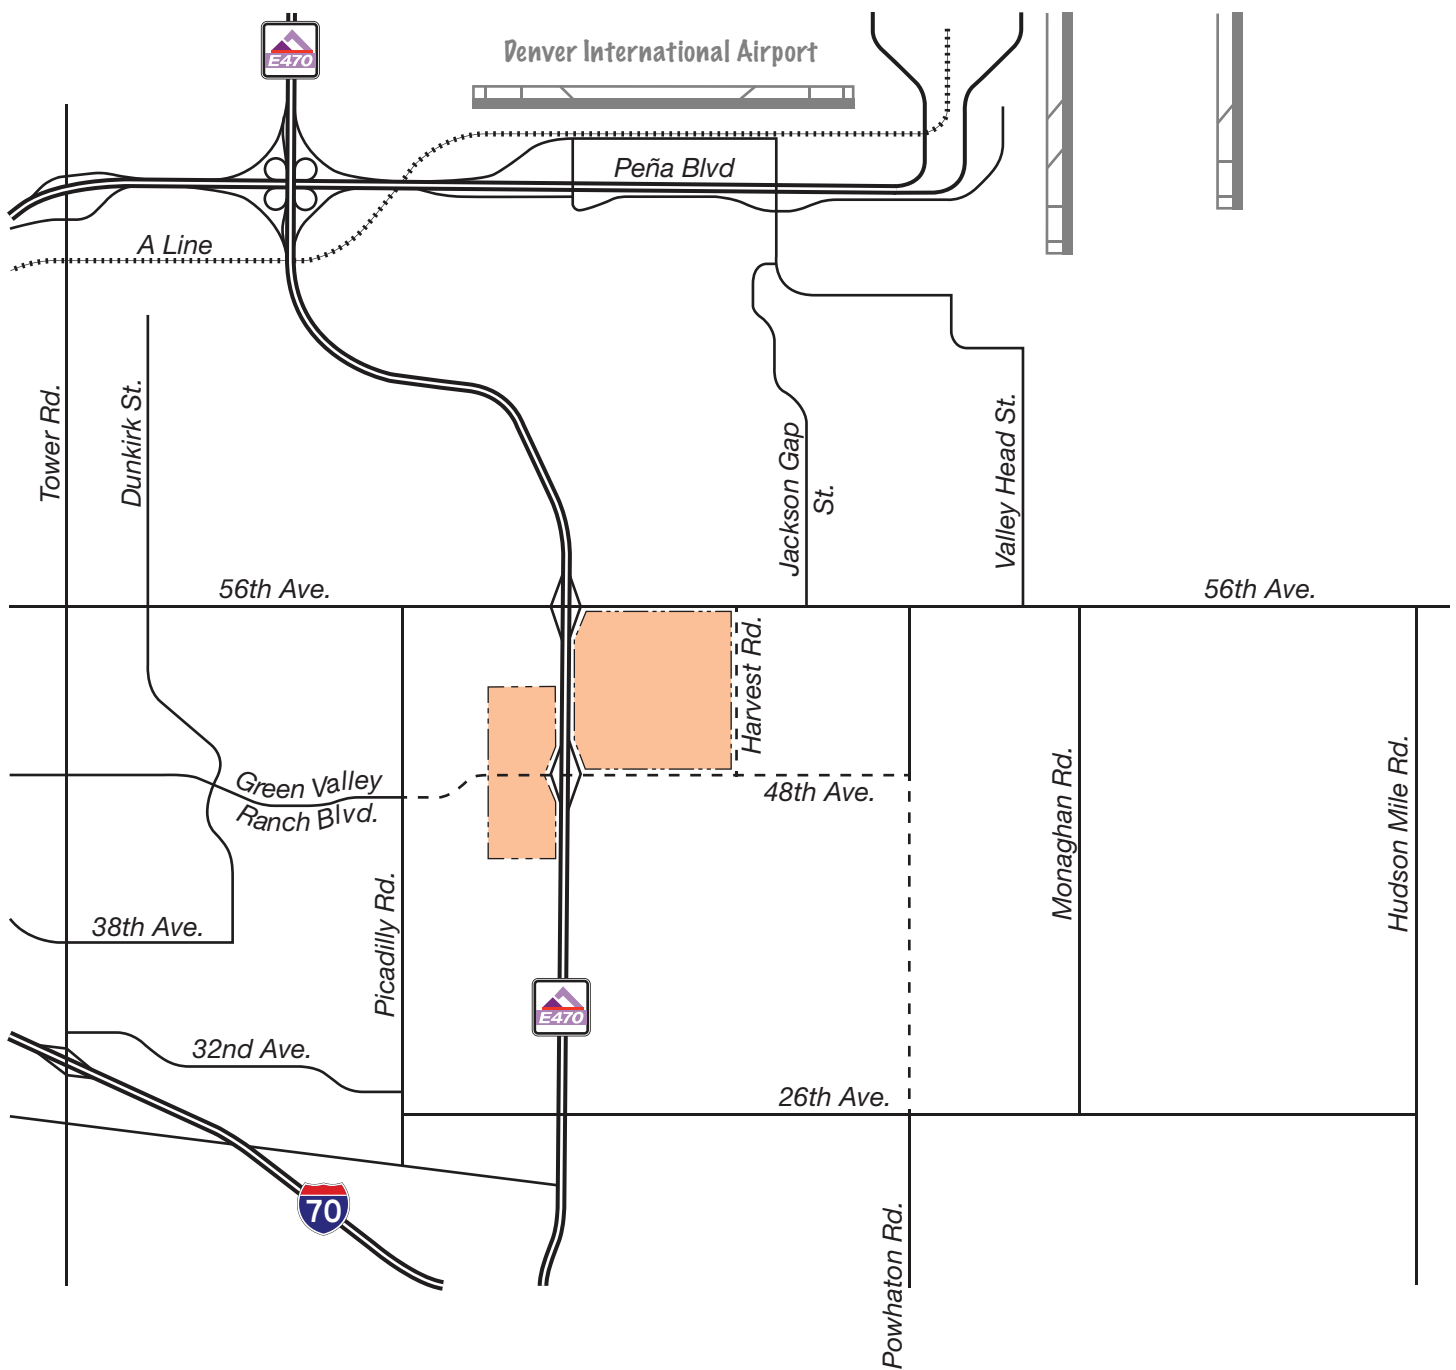 E470
Denver International Airport
Peña Blvd
A Line
Tower Rd.
Dunkirk St.
Jackson Gap
St.
Valley Head St.
56th Ave.
56th Ave.
Harvest Rd.
Green Valley
Ranch Blvd.
48th Ave.
Monaghan Rd.
Hudson Mile Rd.
Picadilly Rd.
38th Ave.
E470
32nd Ave.
26th Ave.
70
Powhaton Rd.